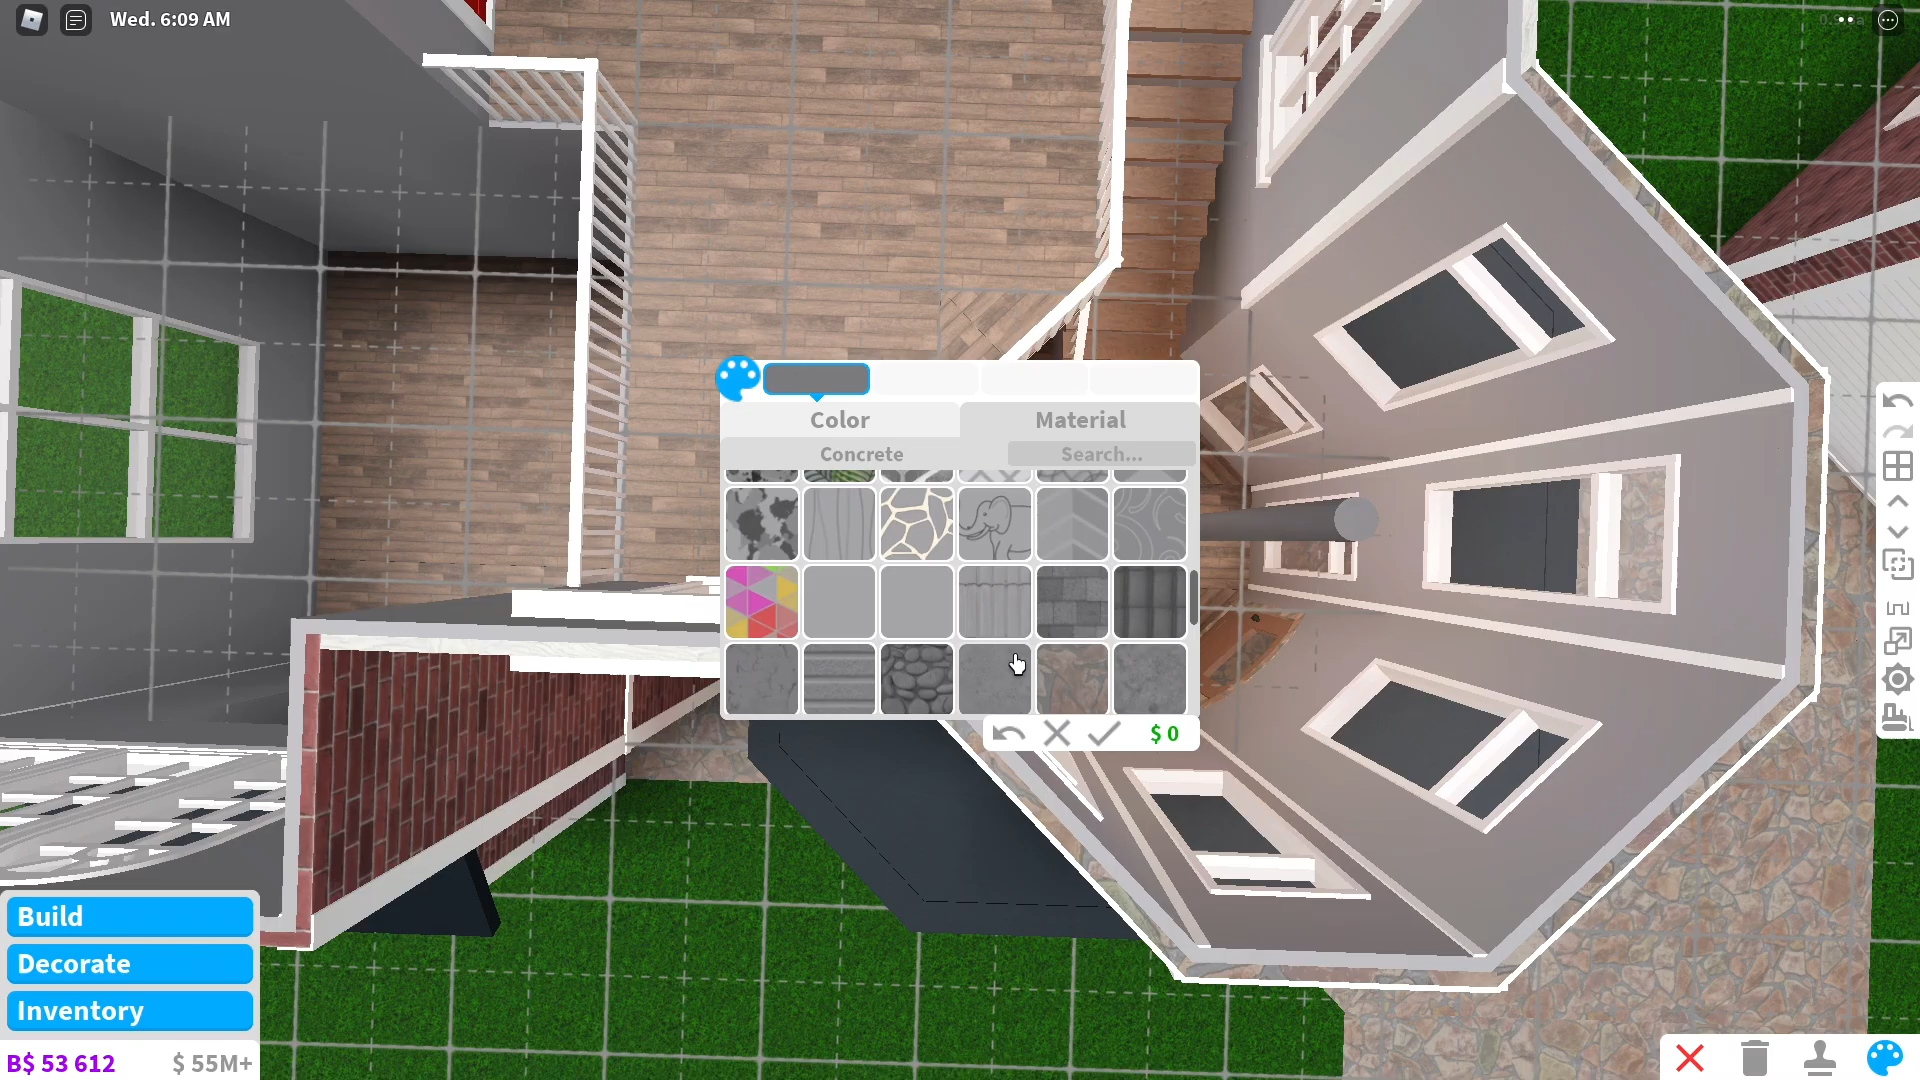 Wed. 6:09 AM
Color
Material
Concrete
Search...
$ 0
Build
Decorate
Inventory
B$ 53 612
$ 55M+